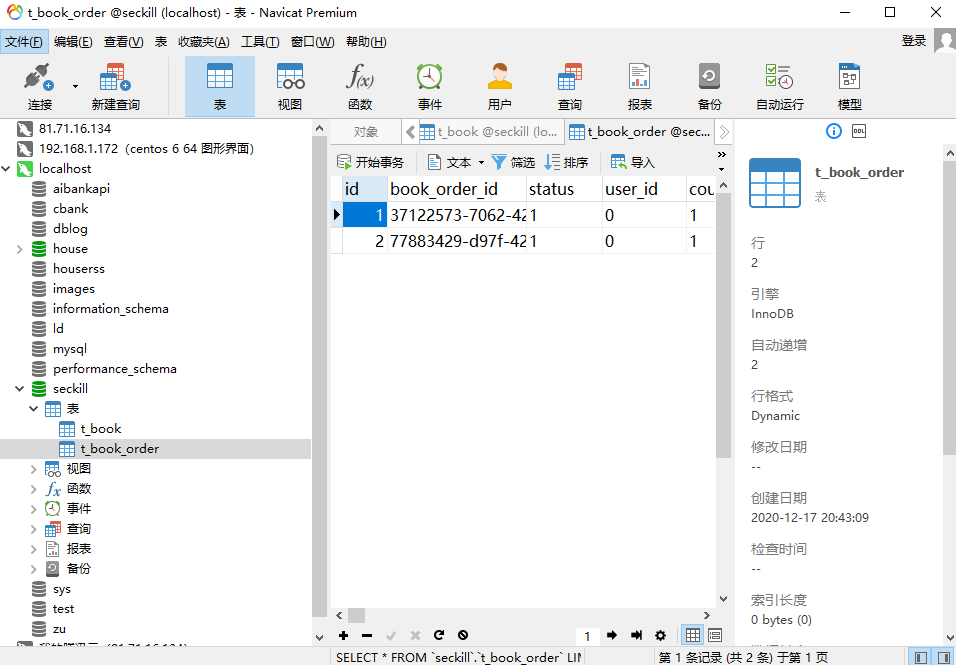 t_book_order @seckill (localhost) - 表 - Navicat Premium
文件(F) 编辑(E) 查看(V) 表 收藏夹(A) 工具(T) 窗口(W) 帮助(H) 登录
f(x)
连接 新建查询 表 视图 函数 事件 用户 查询 报表 备份 自动运行 模型
81.71.16.134
192.168.1.172（centos 6 64 图形界面）
localhost
aibankapi
cbank
dblog
house
houserss
images
information_schema
ld
mysql
performance_schema
seckill
表
t_book
t_book_order
视图
fx 函数
事件
查询
报表
备份
sys
test
zu
对象 t_book @seckill (lo... t_book_order @sec...
开始事务 文本 筛选 排序 导入
id book_order_id status user_id cou
1 37122573-7062-42 1 0 1
2 77883429-d97f-42 1 0 1
1
SELECT * FROM `seckill`.`t_book_order` LIM
第 1 条记录 (共 2 条) 于第 1 页
DDL
t_book_order
表
行
2
引擎
InnoDB
自动递增
2
行格式
Dynamic
修改日期
--
创建日期
2020-12-17 20:43:09
检查时间
--
索引长度
0 bytes (0)